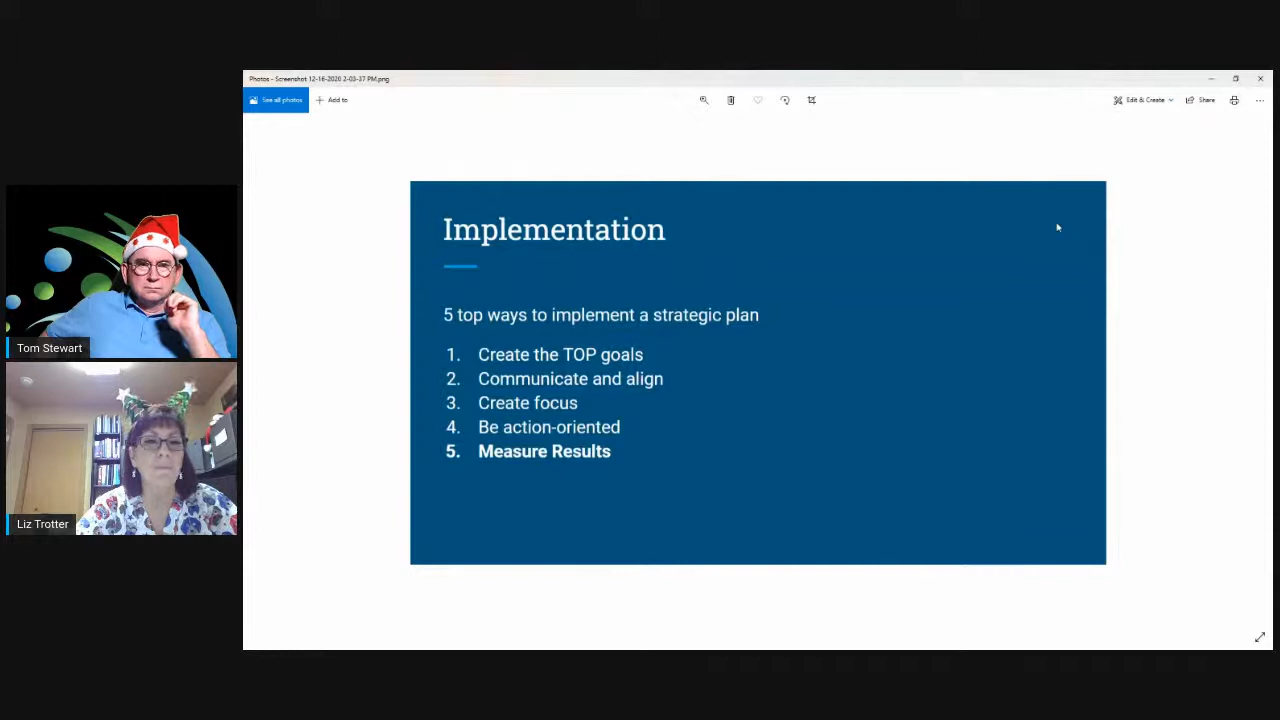 Photos - Screenshot 12-16-2020 2-03-37 PM.png
See all photos
Add to
Edit & Create
Share
Implementation
5 top ways to implement a strategic plan
1. Create the TOP goals
2. Communicate and align
3. Create focus
4. Be action-oriented
5. Measure Results
Tom Stewart
Liz Trotter